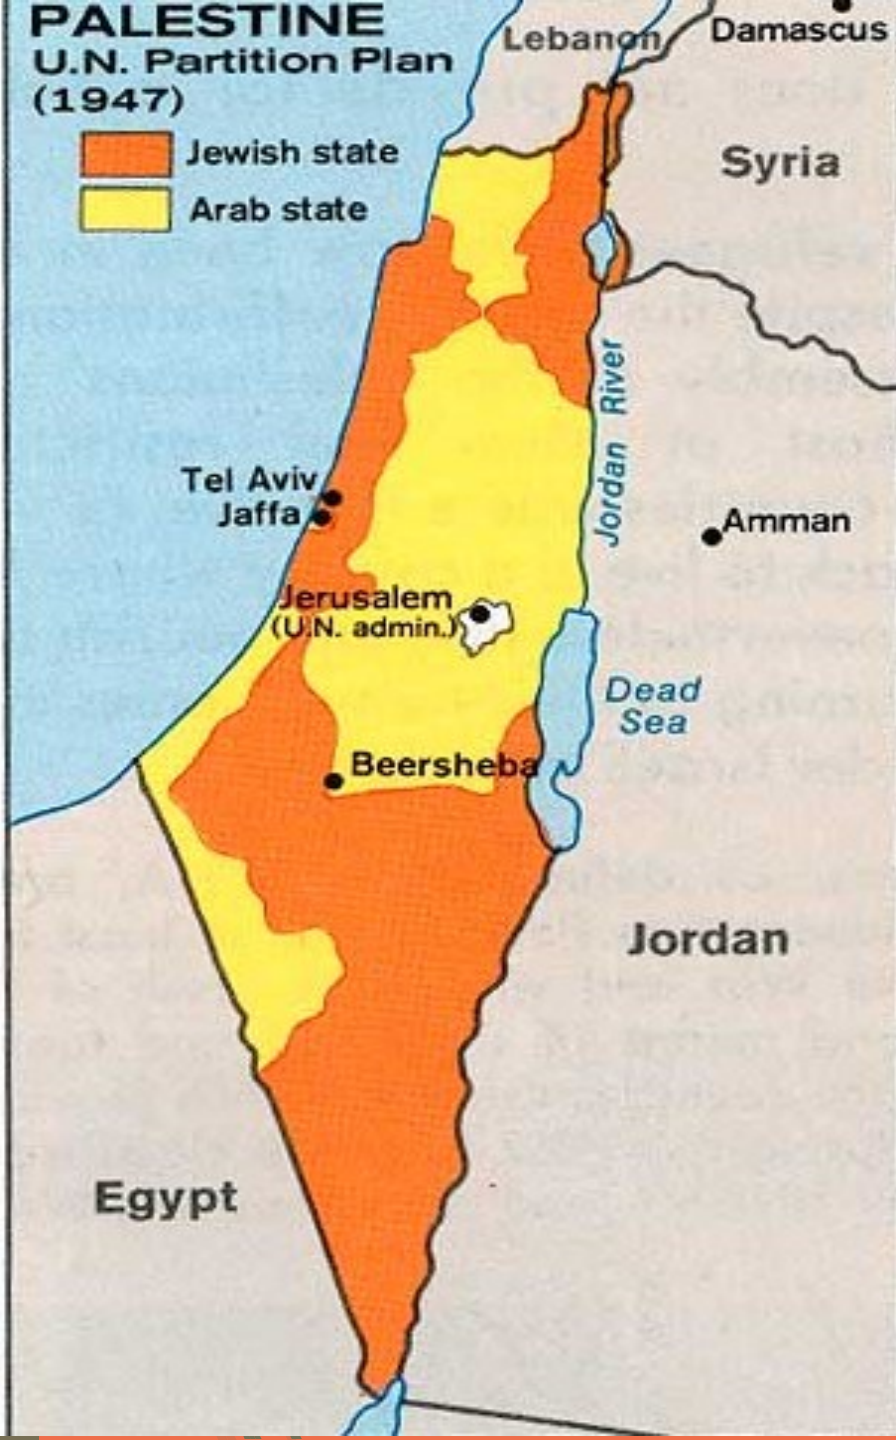 PALESTINE
U.N. Partition Plan
(1947)
Jewish state
Arab state
Lebanon
Damascus
Syria
Jordan River
Tel Aviv
Jaffa
Amman
Jerusalem
(U.N. admin.)
Dead
Sea
Beersheba
Jordan
Egypt